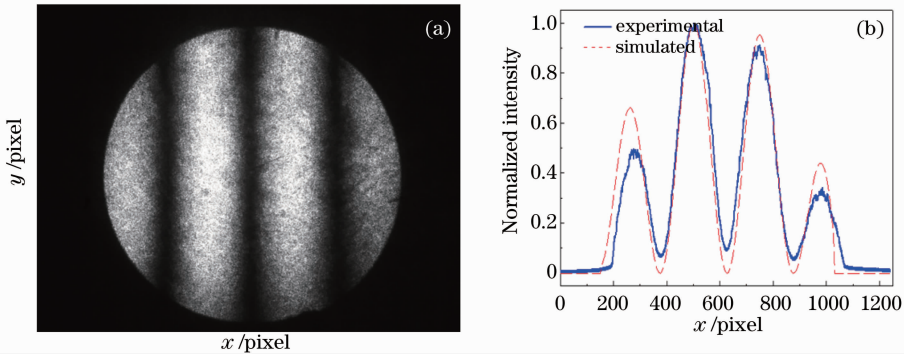 (a)
y /pixel
x /pixel
(b)
experimental
simulated
Normalized intensity
1.0
0.8
0.6
0.4
0.2
0
0 200 400 600 800 1000 1200
x /pixel